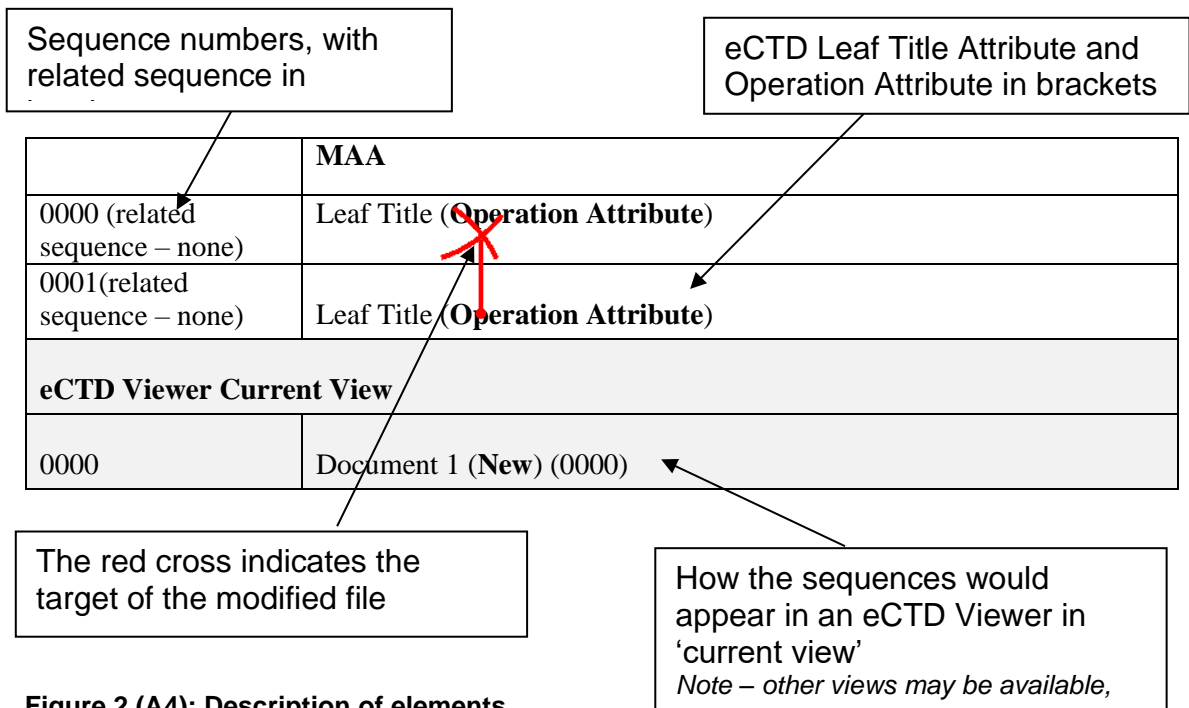 Sequence numbers, with
related sequence in
eCTD Leaf Title Attribute and
Operation Attribute in brackets
MAA
0000 (related
sequence – none)
Leaf Title (Operation Attribute)
0001(related
sequence – none)
Leaf Title (Operation Attribute)
eCTD Viewer Current View
0000
Document 1 (New) (0000)
The red cross indicates the
target of the modified file
How the sequences would
appear in an eCTD Viewer in
‘current view’
Note – other views may be available,
Figure 2 (A4): Description of elements